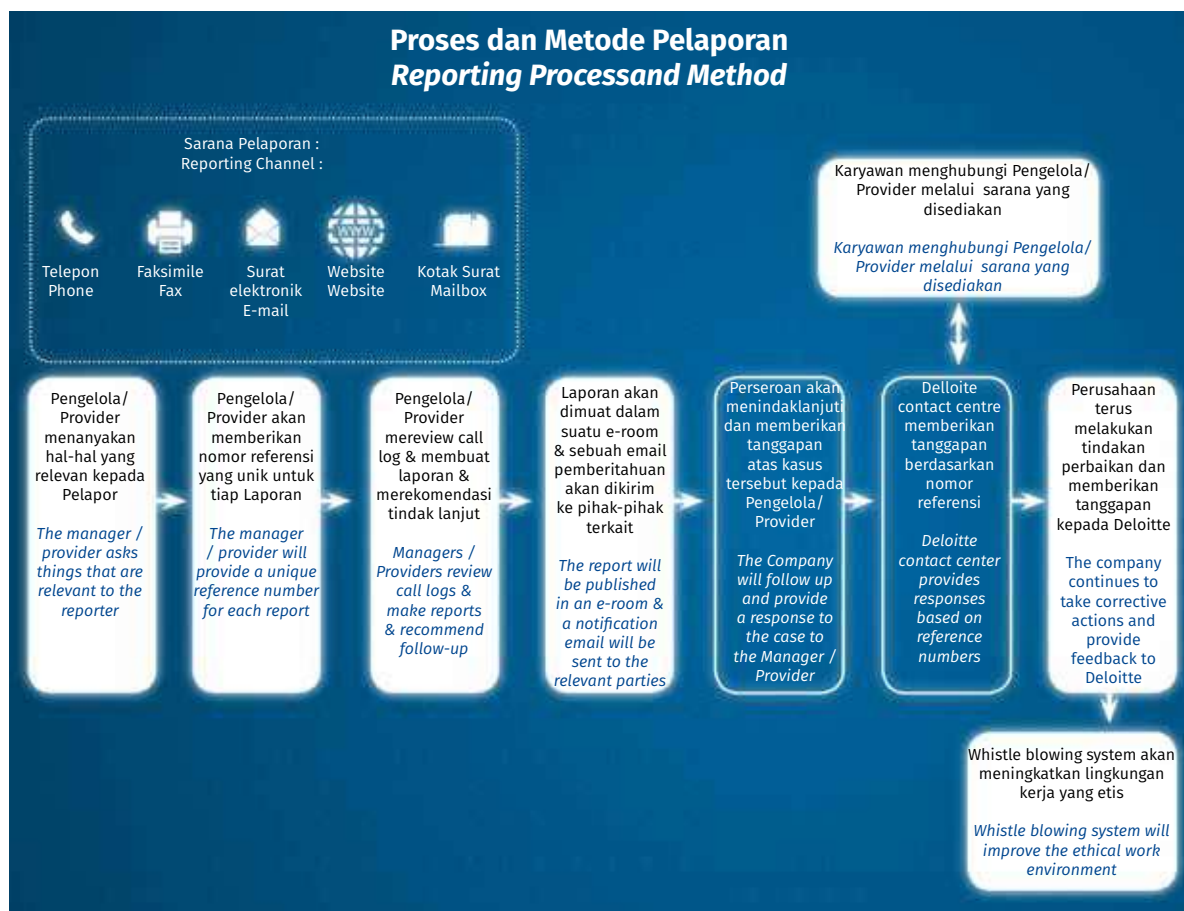 Proses dan Metode Pelaporan
Reporting Processand Method
Sarana Pelaporan :
Reporting Channel :
Telepon
Phone
Faksimile
Fax
Surat
elektronik
E-mail
WWW
Website
Website
Kotak Surat
Mailbox
Karyawan menghubungi Pengelola/
Provider melalui sarana yang
disediakan
Karyawan menghubungi Pengelola/
Provider melalui sarana yang
disediakan
Pengelola/
Provider
menanyakan
hal-hal yang
relevan kepada
Pelapor
The manager /
provider asks
things that are
relevant to the
reporter
Pengelola/
Provider akan
memberikan
nomor referensi
yang unik untuk
tiap Laporan
The manager
/ provider will
provide a unique
reference number
for each report
Pengelola/
Provider
mereview call
log & membuat
laporan &
merekomendasi
tindak lanjut
Managers /
Providers review
call logs &
make reports
& recommend
follow-up
Laporan akan
dimuat dalam
suatu e-room
& sebuah email
pemberitahuan
akan dikirim
ke pihak-pihak
terkait
The report will
be published
in an e-room &
a notification
email will be
sent to the
relevant parties
Perseroan akan
menindaklanjuti
dan memberikan
tanggapan
atas kasus
tersebut kepada
Pengelola/
Provider
The Company
will follow up
and provide
a response to
the case to
the Manager /
Provider
Delloite
contact centre
memberikan
tanggapan
berdasarkan
nomor
referensi
Deloitte
contact center
provides
responses
based on
reference
numbers
Perusahaan
terus
melakukan
tindakan
perbaikan dan
memberikan
tanggapan
kepada Deloitte
The company
continues to
take corrective
actions and
provide
feedback to
Deloitte
Whistle blowing system akan
meningkatkan lingkungan
kerja yang etis
Whistle blowing system will
improve the ethical work
environment